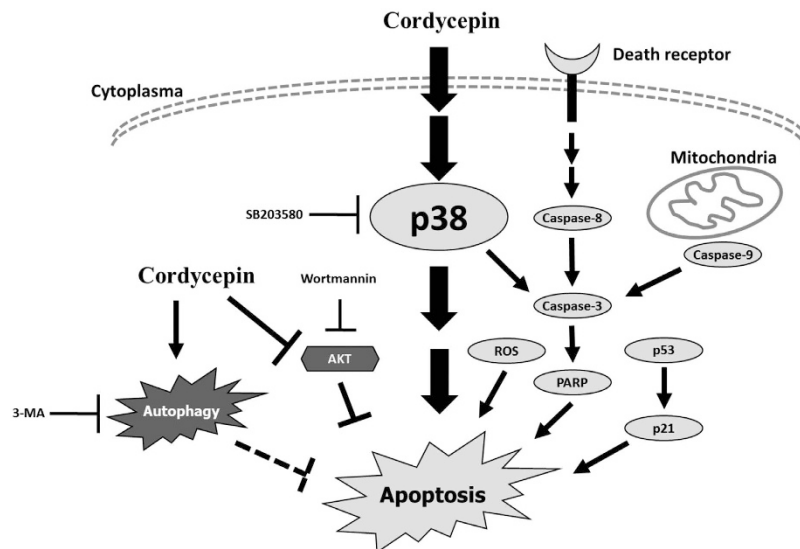 Cordycepin
Death receptor
Cytoplasma
Mitochondria
SB203580
p38
Caspase-8
Caspase-9
Cordycepin
Wortmannin
Caspase-3
AKT
ROS
p53
PARP
3-MA
Autophagy
p21
Apoptosis